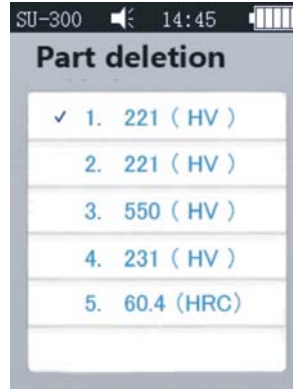 SU-300 14:45
Part deletion
✓ 1. 221 ( HV )
2. 221 ( HV )
3. 550 ( HV )
4. 231 ( HV )
5. 60.4 (HRC)